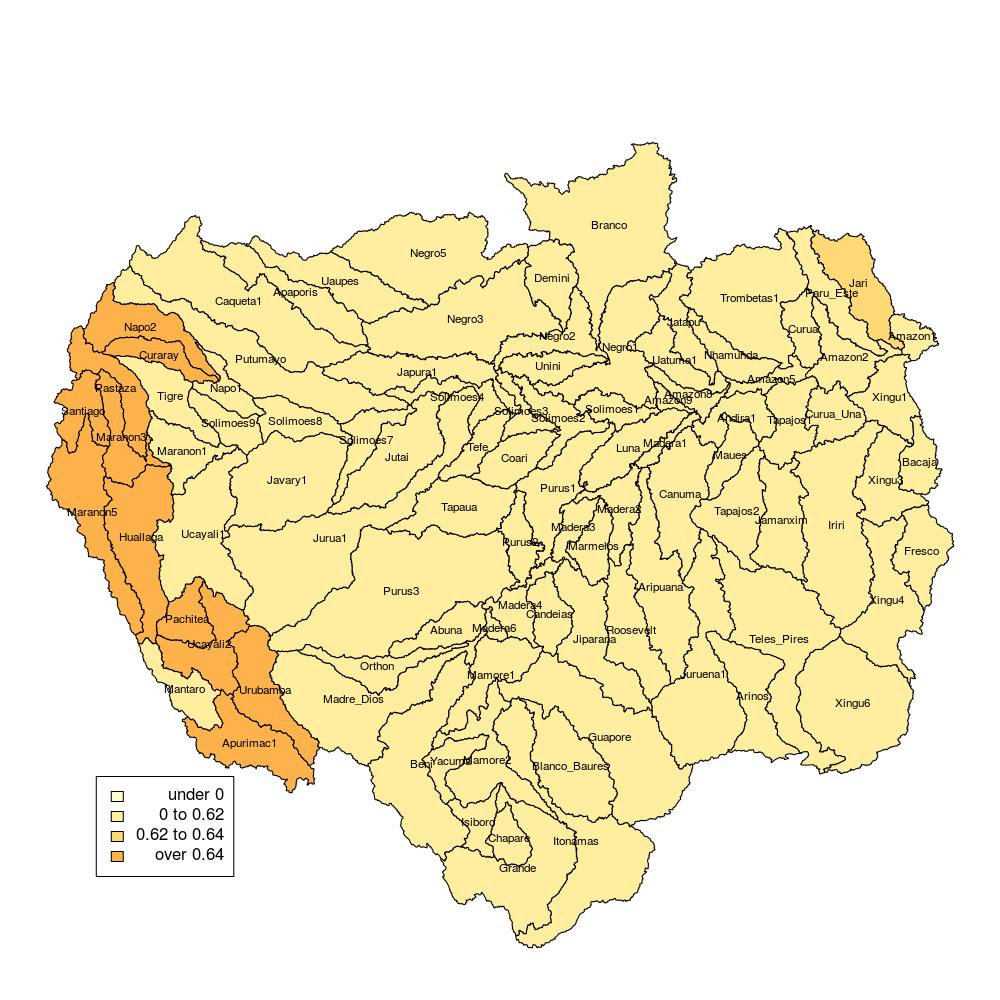 Branco
Negro5
Demini
Uaupes
Jari
Apaporis
Paru_Este
Caqueta1
Trombetas1
Negro3
Jatapu
Napo2
Curua
Negro2
Amazon1
Negro1
Curaray
Nhamunda
Putumayo
Uatuma1
Amazon2
Unini
Japura1
Amazon5
Pastaza
Napo1
Tigre
Solimoes4
Amazon8
Xingu1
Amazon9
Santiago
Solimoes3
Solimoes1
Solimoes2
Andira1
Tapajos1
Curua_Una
Solimoes9
Solimoes8
Maranon3
Solimoes7
Madera1
Maranon1
Tefe
Luna
Jutai
Coari
Maues
Bacaja
Javary1
Purus1
Canuma
Xingu3
Maranon5
Tapaua
Madera2
Tapajos2
Jamanxim
Iriri
Madera3
Ucayali1
Huallaga
Jurua1
Purus2
Marmelos
Fresco
Purus3
Aripuana
Xingu4
Madera4
Candeias
Pachitea
Abuna
Madera6
Roosevelt
Jiparana
Teles_Pires
Ucayali2
Orthon
Mamore1
Juruena1
Mantaro
Urubamba
Madre_Dios
Arinos
Xingu6
Guapore
Apurimac1
Beni
Yacuma
Mamore2
Blanco_Baures
Isiboro
Chapare
Itonamas
Grande
under 0
0 to 0.62
0.62 to 0.64
over 0.64